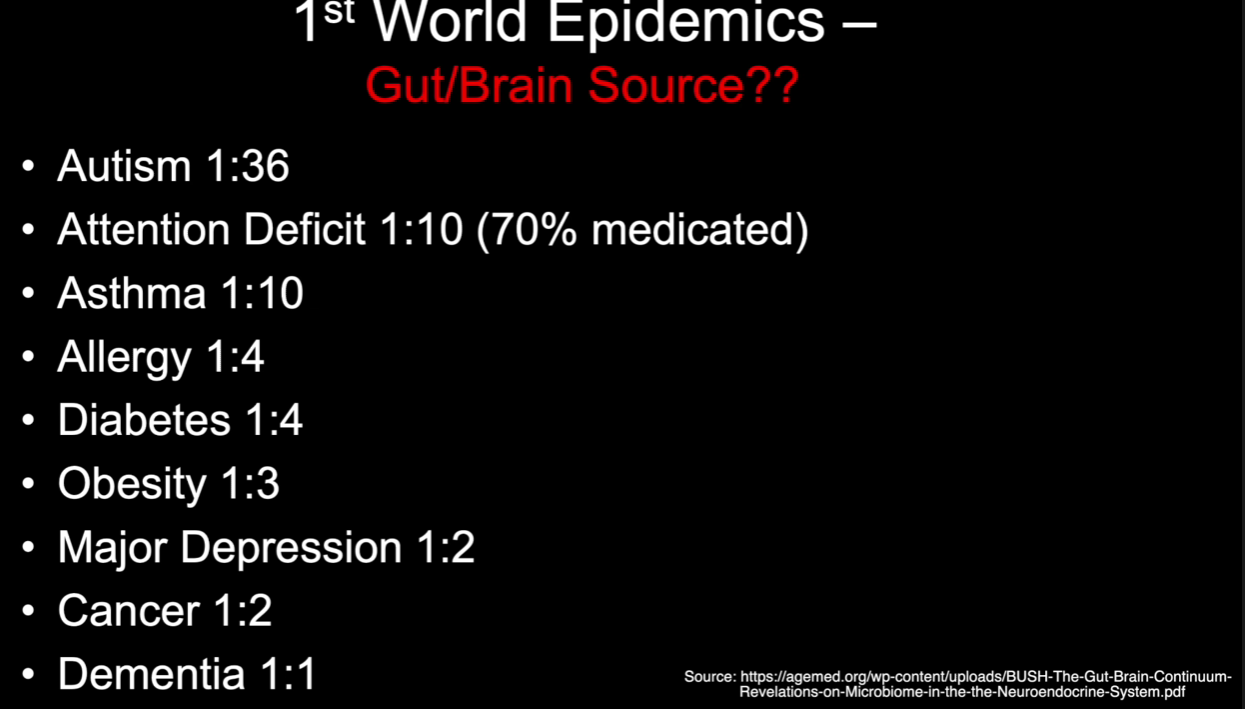 1st World Epidemics –
Gut/Brain Source??
• Autism 1:36
• Attention Deficit 1:10 (70% medicated)
• Asthma 1:10
• Allergy 1:4
• Diabetes 1:4
• Obesity 1:3
• Major Depression 1:2
• Cancer 1:2
• Dementia 1:1
Source: https://agemed.org/wp-content/uploads/BUSH-The-Gut-Brain-Continuum-
Revelations-on-Microbiome-in-the-the-Neuroendocrine-System.pdf